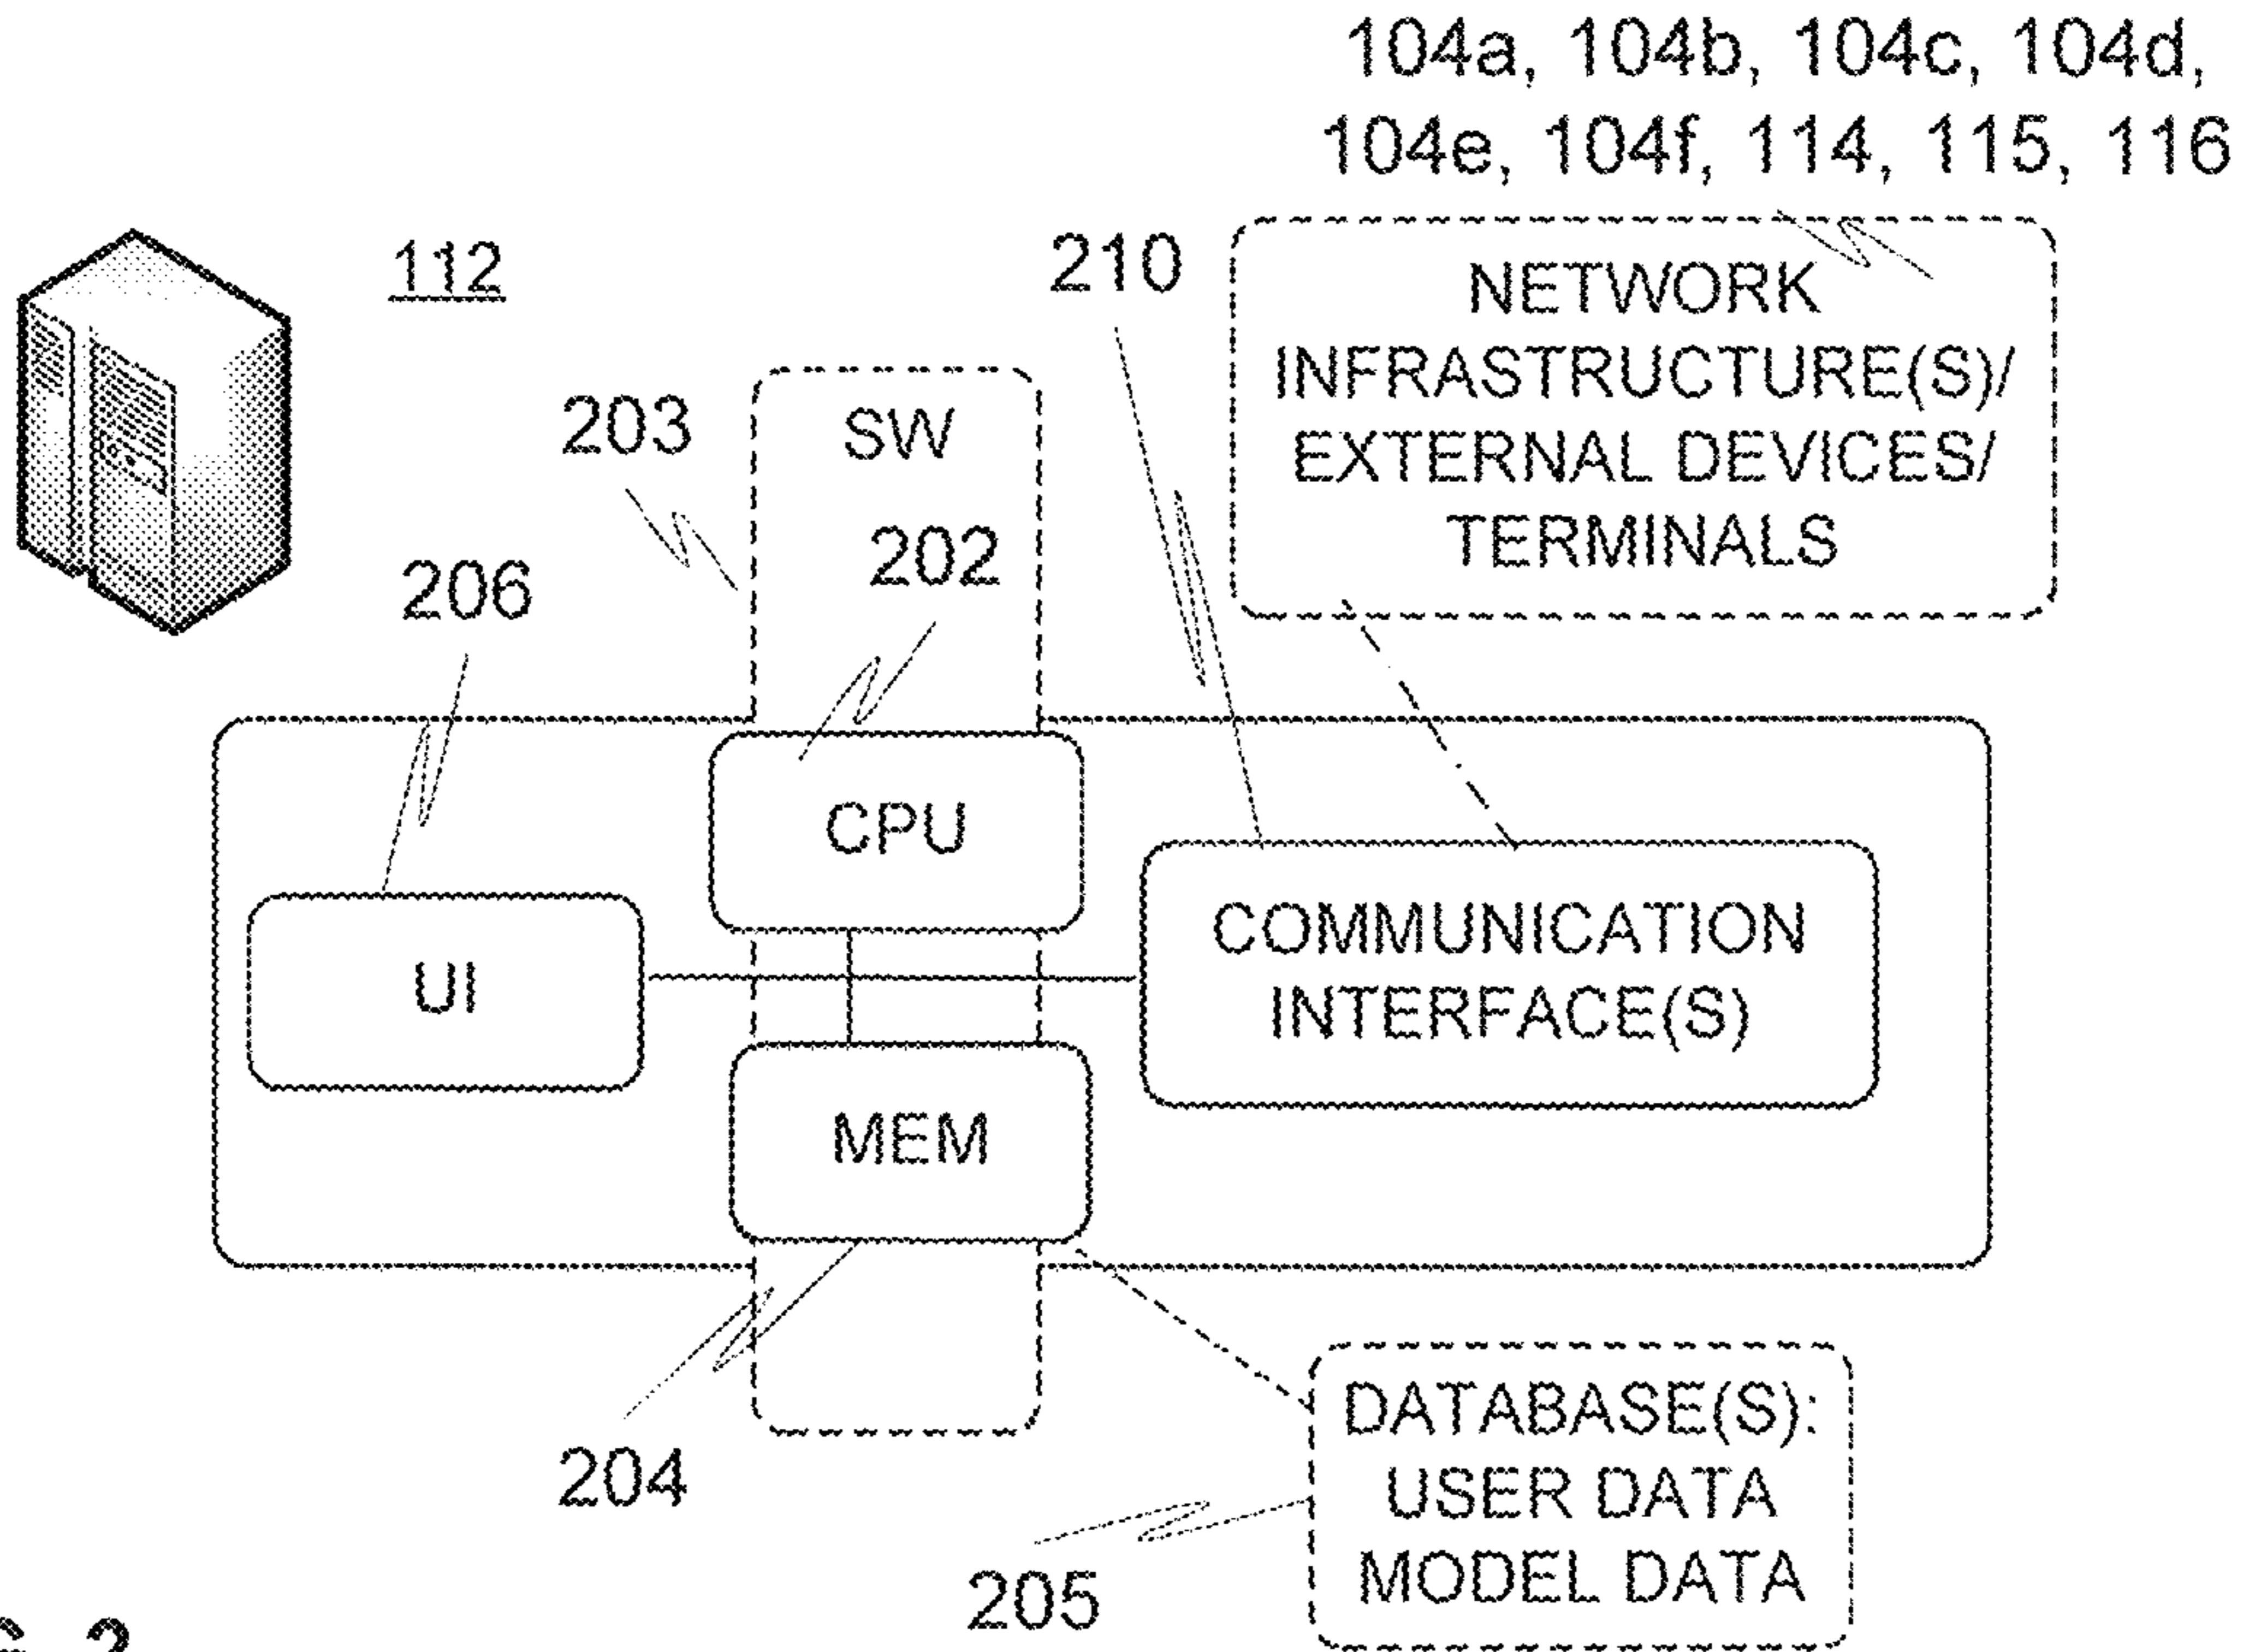 104a, 104b, 104c, 104d,
104e, 104f, 114, 115, 116
112
210
NETWORK
INFRASTRUCTURE(S)/
EXTERNAL DEVICES/
TERMINALS
203
SW
202
206
CPU
UI
COMMUNICATION
INTERFACE(S)
MEM
204
DATABASE(S):
USER DATA
MODEL DATA
205
2